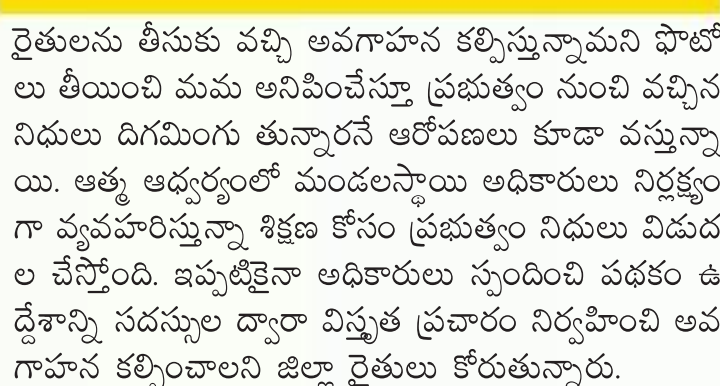 రైతులను తీసుకు వచ్చి అవగాహన కల్పిస్తున్నామని ఫొటో
లు తీయించి మమ అనిపించేస్తూ ప్రభుత్వం నుంచి వచ్చిన
నిధులు దిగమింగు తున్నారనే ఆరోపణలు కూడా వస్తున్నా
యి. ఆత్మ ఆధ్వర్యంలో మండలస్థాయి అధికారులు నిర్లక్ష్యం
గా వ్యవహరిస్తున్నా శిక్షణ కోసం ప్రభుత్వం నిధులు విడుద
ల చేస్తోంది. ఇప్పటికైనా అధికారులు స్పందించి పథకం ఉ
ద్దేశాన్ని సదస్సుల ద్వారా విస్తృత ప్రచారం నిర్వహించి అవ
గాహన కల్పించాలని జిల్లా రైతులు కోరుతున్నారు.